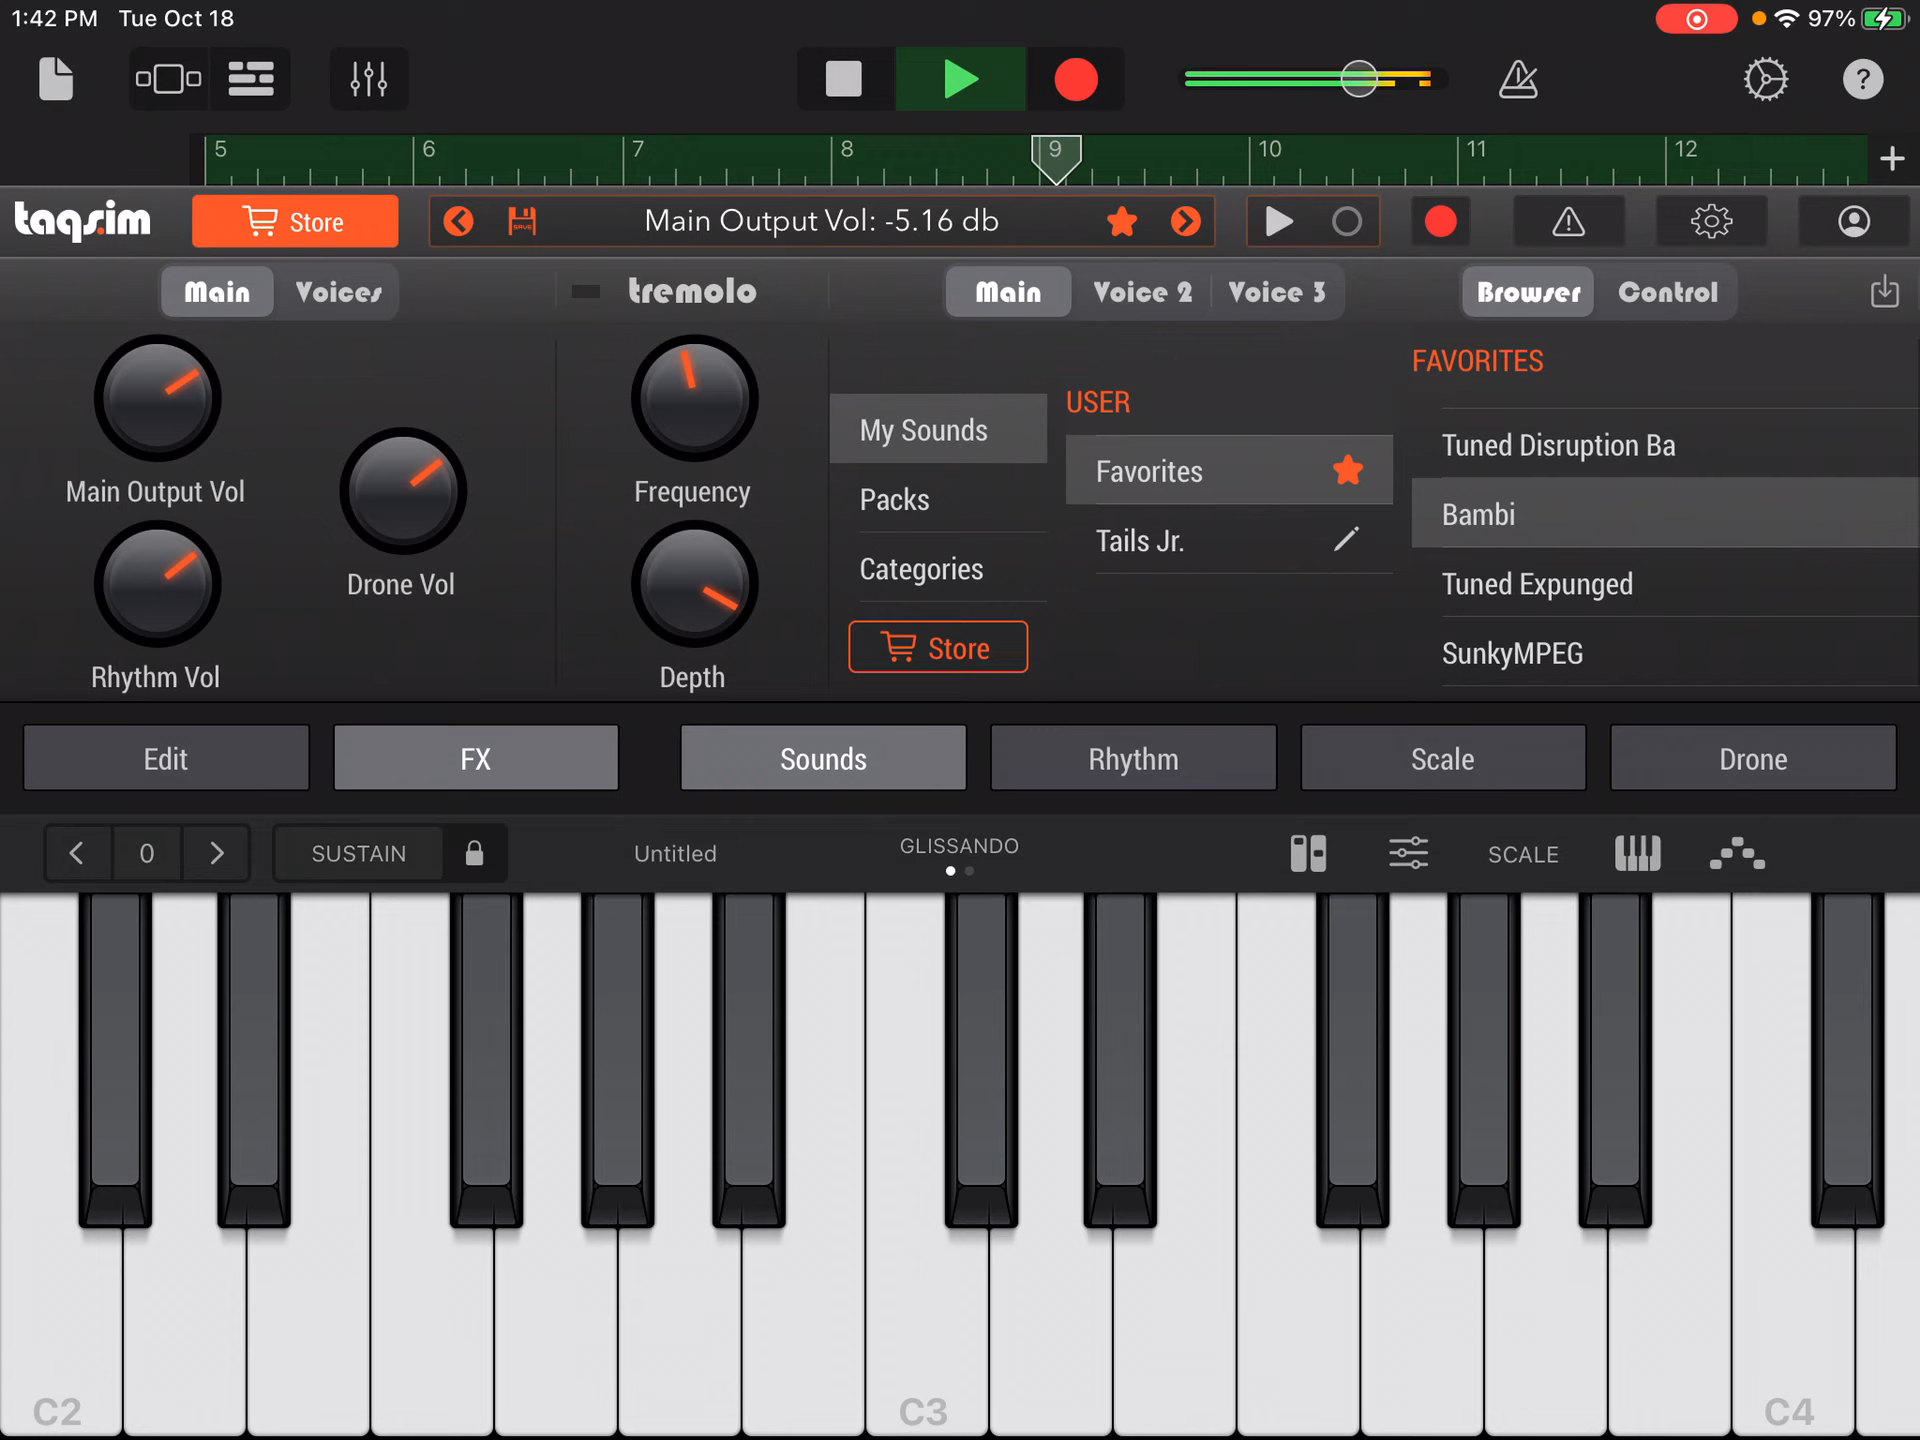 1:42 PM Tue Oct 18
97%
?
5 6 7 8 9 10 11 12
taqs.im
Store
SAVE
Main Output Vol: -5.16 db
Main Voices
tremolo
Main Voice 2 Voice 3
Browser Control
Main Output Vol
Rhythm Vol
Drone Vol
Frequency
Depth
My Sounds
Packs
Categories
Store
USER
Favorites
Tails Jr.
FAVORITES
Tuned Disruption Ba
Bambi
Tuned Expunged
SunkyMPEG
Edit FX Sounds Rhythm Scale Drone
0
SUSTAIN
Untitled
GLISSANDO
SCALE
C2 C3 C4